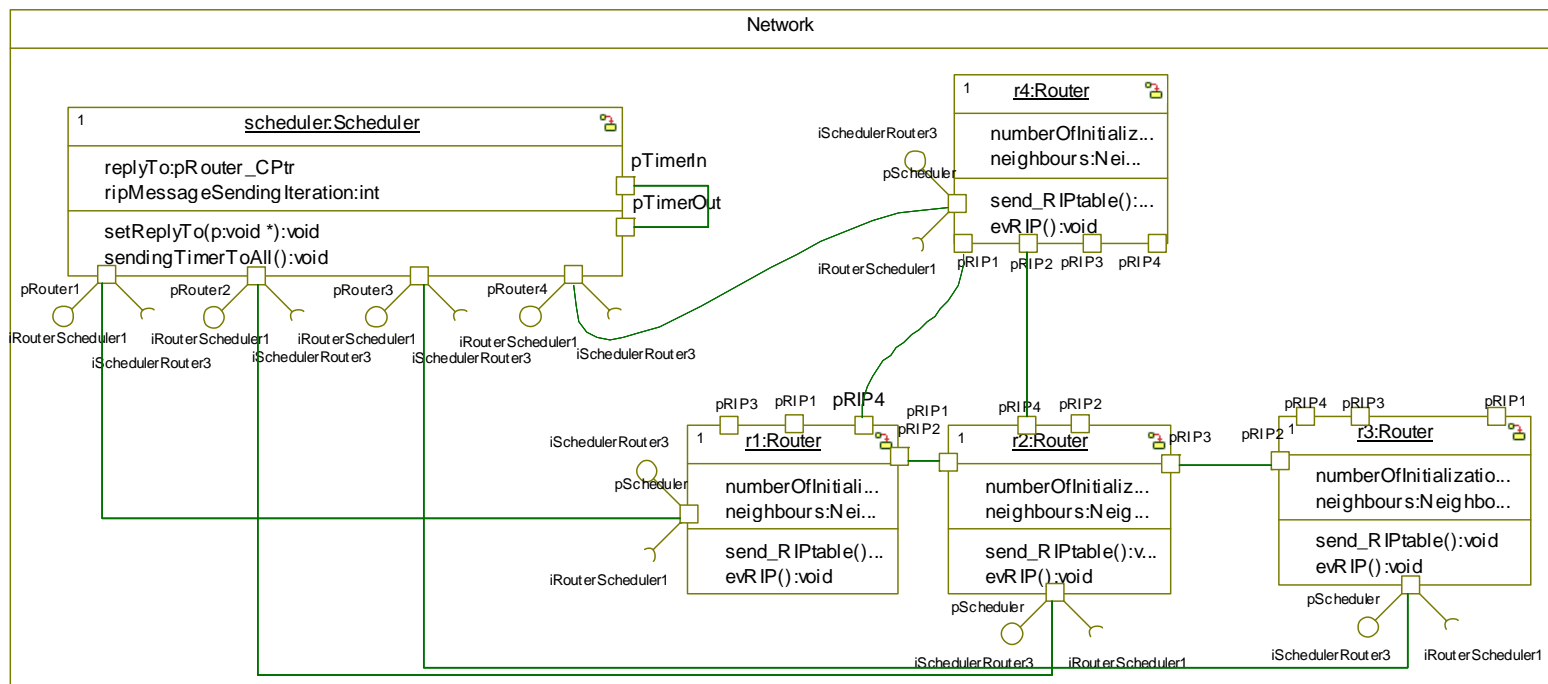 Network
1
scheduler:Scheduler
replyTo:pRouter_CPtr
ripMessageSendingIteration:int
setReplyTo(p:void *):void
sendingTimerToAll():void
pTimerIn
pTimerOut
pRouter1
pRouter2
pRouter3
pRouter4
iRouterScheduler1
iRouterScheduler1
iRouterScheduler1
iRouterScheduler1
iSchedulerRouter3
iSchedulerRouter3
iSchedulerRouter3
iSchedulerRouter3
1
r4:Router
numberOfInitializ...
neighbours:Nei...
send_RIPtable():...
evRIP():void
iSchedulerRouter3
pScheduler
iRouterScheduler1
pRIP1
pRIP2
pRIP3
pRIP4
pRIP3
pRIP1
pRIP4
1
r1:Router
numberOfInitiali...
neighbours:Nei...
send_RIPtable()...
evRIP():void
iSchedulerRouter3
pScheduler
iRouterScheduler1
pRIP2
pRIP1
pRIP4
pRIP2
pRIP3
1
r2:Router
numberOfInitializ...
neighbours:Neig...
send_RIPtable():v...
evRIP():void
pScheduler
iSchedulerRouter3
iRouterScheduler1
pRIP4
pRIP3
pRIP1
pRIP2
1
r3:Router
numberOfInitializatio...
neighbours:Neighbo...
send_RIPtable():void
evRIP():void
pScheduler
iSchedulerRouter3
iRouterScheduler1